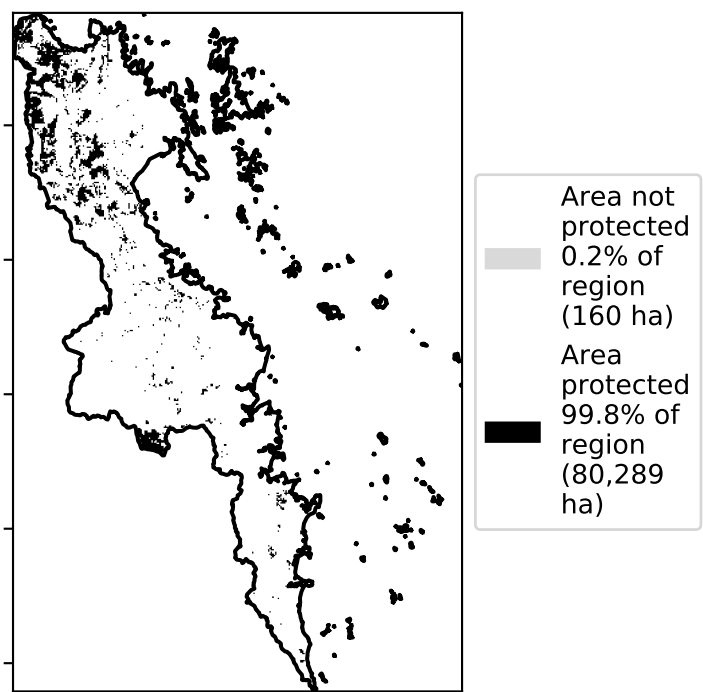 Area not
protected
0.2% of
region
(160 ha)
Area
protected
99.8% of
region
(80,289
ha)